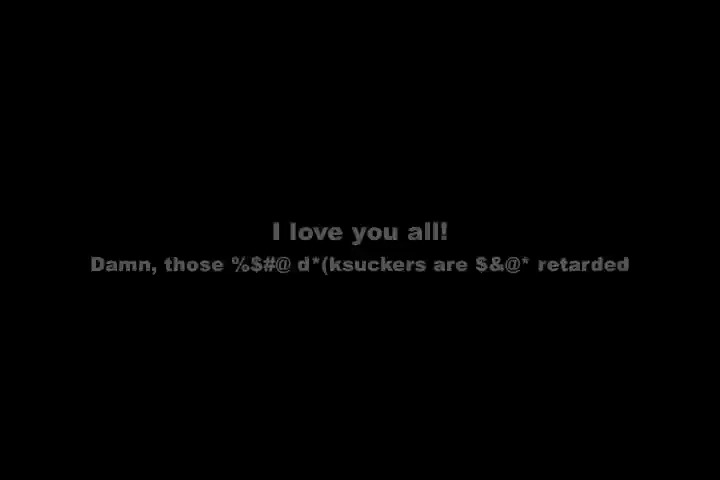 I love you all!
Damn, those %$#@ d*(ksuckers are $&@* retarded